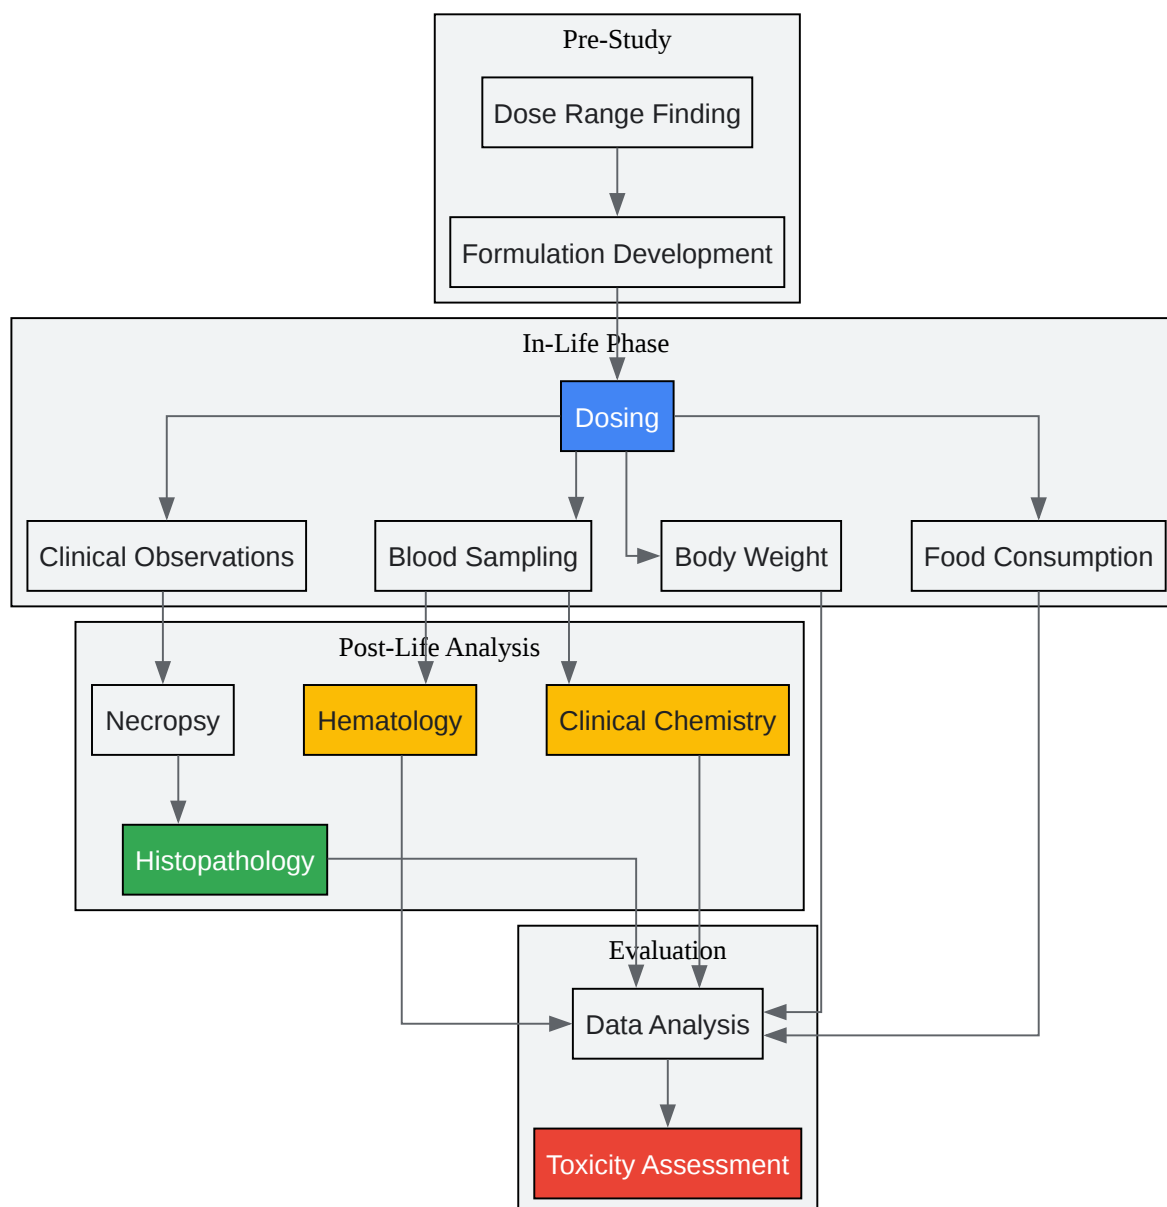 Pre-Study
Dose Range Finding
Formulation Development
In-Life Phase
Dosing
Clinical Observations
Blood Sampling
Body Weight
Food Consumption
Post-Life Analysis
Necropsy
Hematology
Clinical Chemistry
Histopathology
Evaluation
Data Analysis
Toxicity Assessment